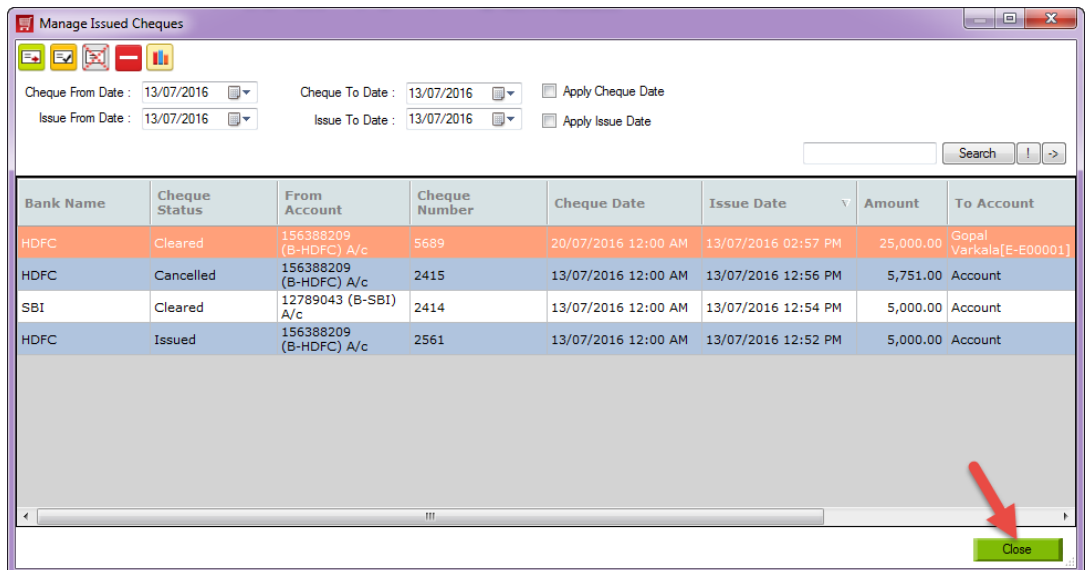 Manage Issued Cheques
Cheque From Date : 13/07/2016 Cheque To Date : 13/07/2016 Apply Cheque Date
Issue From Date : 13/07/2016 Issue To Date : 13/07/2016 Apply Issue Date
Search ! ->
Bank Name Cheque Status From Account Cheque Number Cheque Date Issue Date Amount To Account
HDFC Cleared 156388209 (B-HDFC) A/c 5689 20/07/2016 12:00 AM 13/07/2016 02:57 PM 25,000.00 Gopal Varkala[E-E00001]
HDFC Cancelled 156388209 (B-HDFC) A/c 2415 13/07/2016 12:00 AM 13/07/2016 12:56 PM 5,751.00 Account
SBI Cleared 12789043 (B-SBI) A/c 2414 13/07/2016 12:00 AM 13/07/2016 12:54 PM 5,000.00 Account
HDFC Issued 156388209 (B-HDFC) A/c 2561 13/07/2016 12:00 AM 13/07/2016 12:52 PM 5,000.00 Account
Close